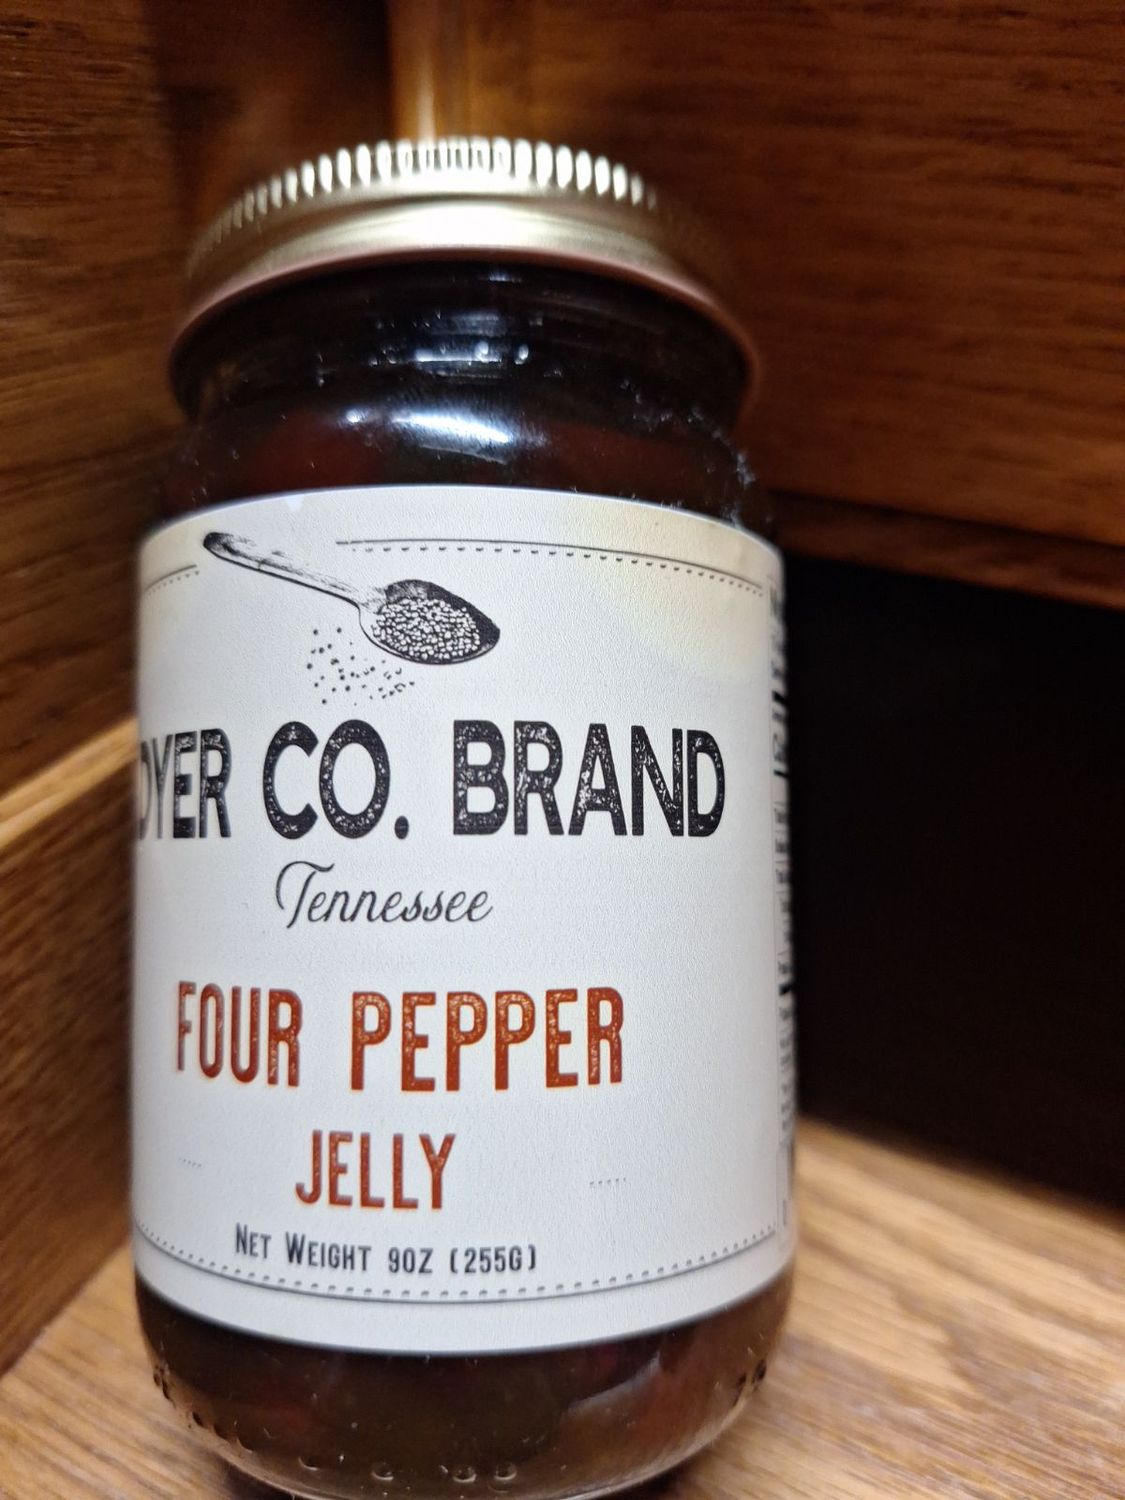 DYER CO. BRAND
Tennessee
FOUR PEPPER
JELLY
NET WEIGHT 9OZ (255G)